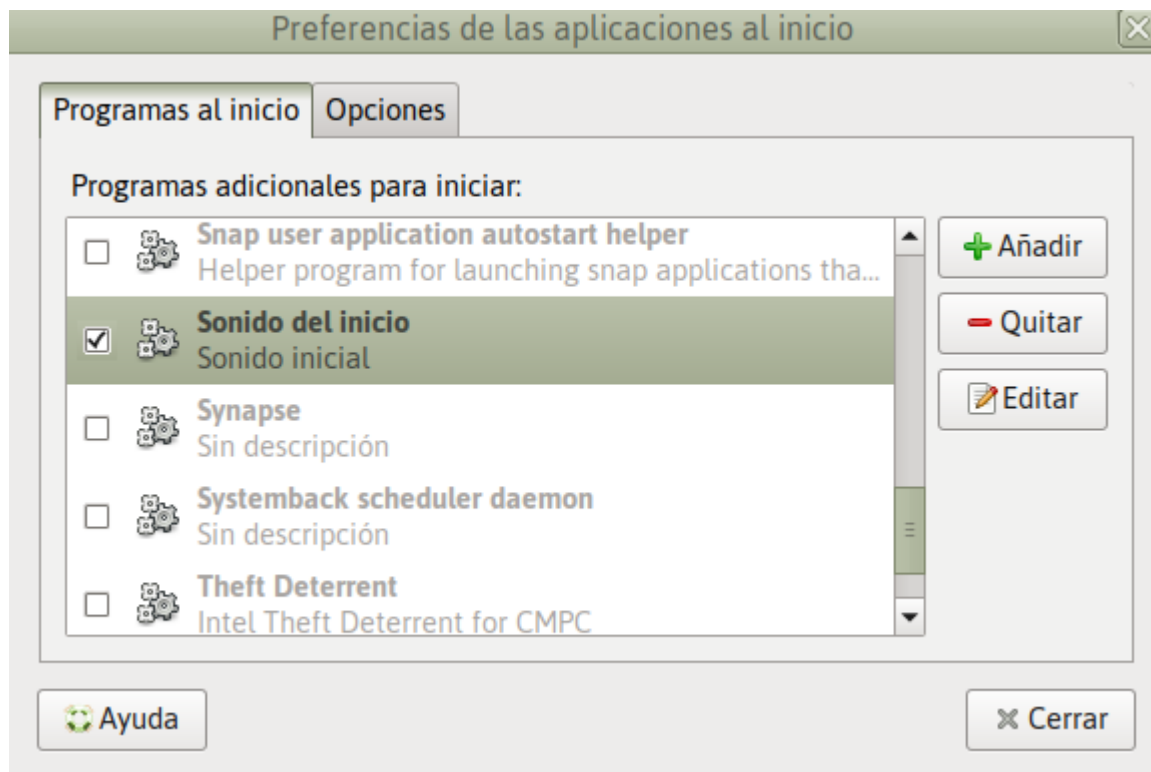 Preferencias de las aplicaciones al inicio
Programas al inicio
Opciones
Programas adicionales para iniciar:
Snap user application autostart helper
Helper program for launching snap applications tha...
Sonido del inicio
Sonido inicial
Synapse
Sin descripción
Systemback scheduler daemon
Sin descripción
Theft Deterrent
Intel Theft Deterrent for CMPC
Añadir
Quitar
Editar
Ayuda
Cerrar